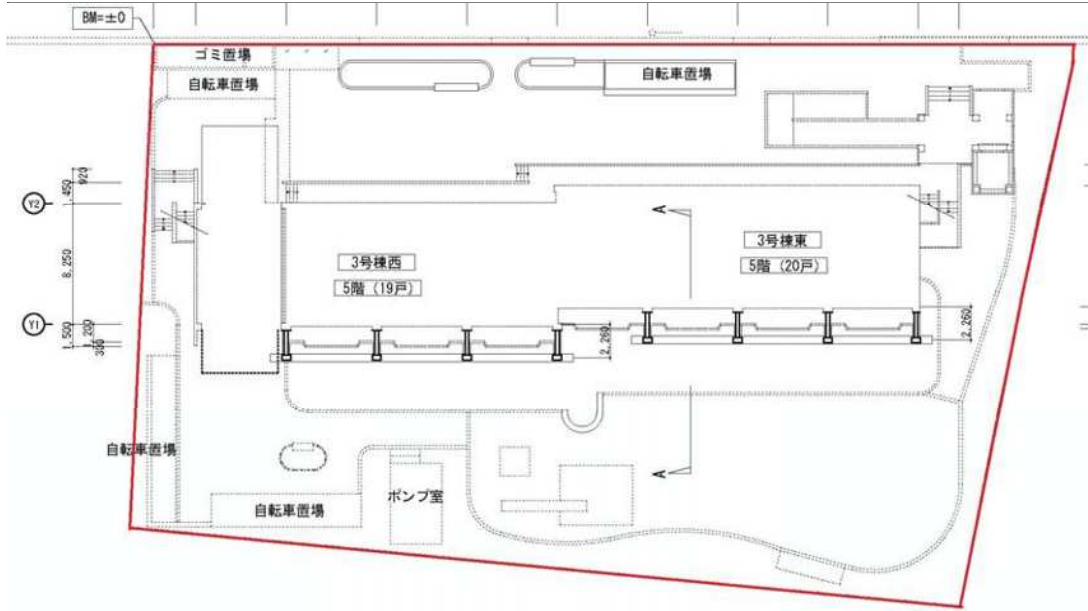 BM=±0
ゴミ置場
自転車置場
自転車置場
920
1,450
Y2
A
3号棟東
5階（20戸）
3号棟西
5階（19戸）
8,250
Y1
1,500
1,200
300
2,260
2,260
自転車置場
A
ポンプ室
自転車置場